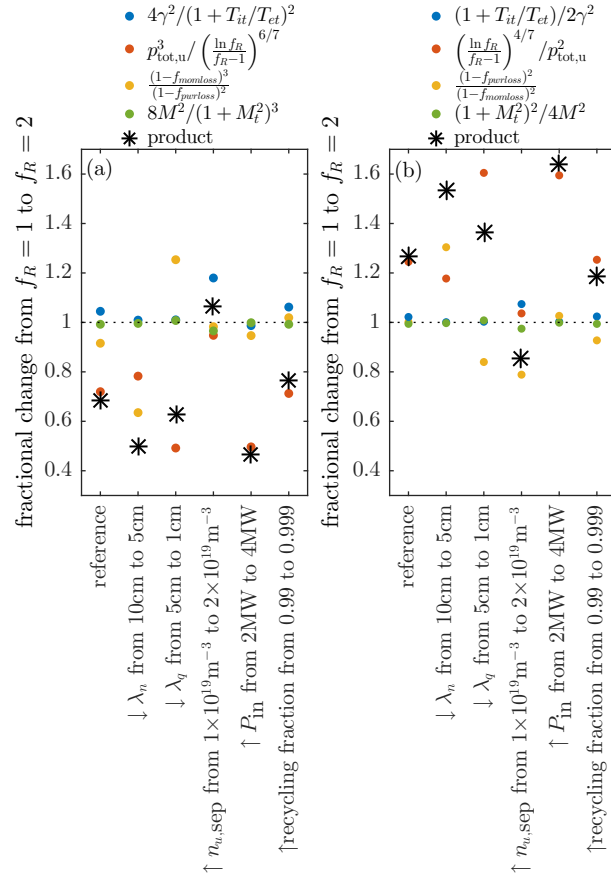 4γ²/(1 + T_it/T_et)²
p³_tot,u/(ln f_R/f_R−1)^6/7
(1−f_momloss)³/(1−f_pwrloss)²
8M²/(1 + M_t²)³
product
fractional change from f_R = 1 to f_R = 2
(a)
1.6
1.4
1.2
1
0.8
0.6
0.4
reference
↓ λ_n from 10cm to 5cm
↓ λ_q from 5cm to 1cm
↑ n_u,sep from 1×10¹⁹m⁻³ to 2×10¹⁹m⁻³
↑ P_in from 2MW to 4MW
↑recycling fraction from 0.99 to 0.999
(1 + T_it/T_et)/2γ²
(ln f_R/f_R−1)^4/7/p²_tot,u
(1−f_pwrloss)²/(1−f_momloss)²
(1 + M_t²)²/4M²
product
fractional change from f_R = 1 to f_R = 2
(b)
1.6
1.4
1.2
1
0.8
0.6
0.4
reference
↓ λ_n from 10cm to 5cm
↓ λ_q from 5cm to 1cm
↑ n_u,sep from 1×10¹⁹m⁻³ to 2×10¹⁹m⁻³
↑ P_in from 2MW to 4MW
↑recycling fraction from 0.99 to 0.999